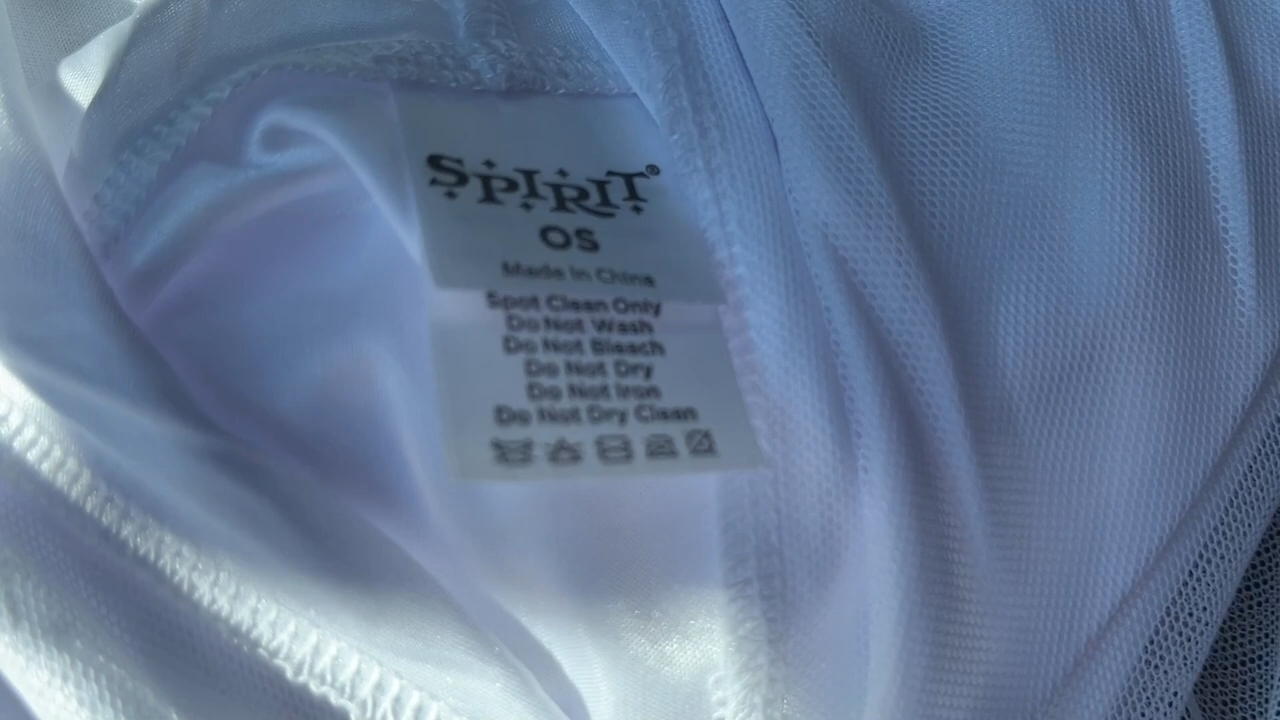 SPIRIT®
OS
Made In China
Spot Clean Only
Do Not Wash
Do Not Bleach
Do Not Dry
Do Not Iron
Do Not Dry Clean